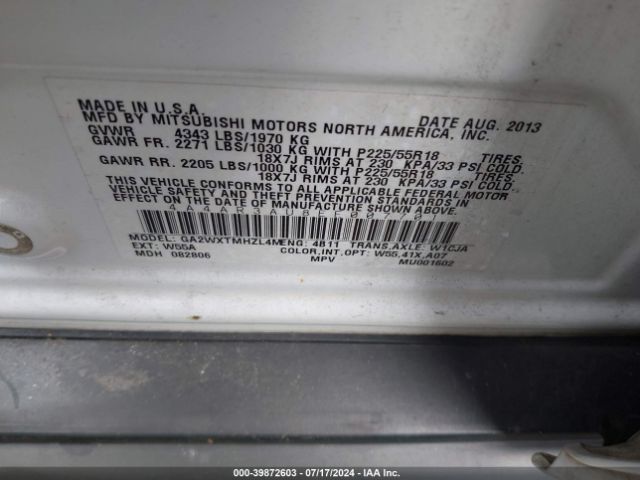 MADE IN U.S.A.
MFD BY MITSUBISHI MOTORS NORTH AMERICA, INC. DATE AUG. 2013
GVWR 4343 LBS/1970 KG
GAWR FR. 2271 LBS/1030 KG WITH P225/55R18 TIRES.
18X7J RIMS AT 230 KPA/33 PSI COLD.
GAWR RR. 2205 LBS/1000 KG WITH P225/55R18 TIRES.
18X7J RIMS AT 230 KPA/33 PSI COLD.
THIS VEHICLE CONFORMS TO ALL APPLICABLE FEDERAL MOTOR
VEHICLE SAFETY AND THEFT PREVENTION STANDARDS IN
EFFECT ON THE DATE OF MANUFACTURE SHOWN ABOVE.
MODEL: GA2WXTMHZL4M ENG: 4B11 TRANS.AXLE: W1CJA
EXT: W55A COLOR,INT,OPT: W55,41X,A07
MDH 082806 MPV MU001602
000-39872603 - 07/17/2024 - IAAI.COM